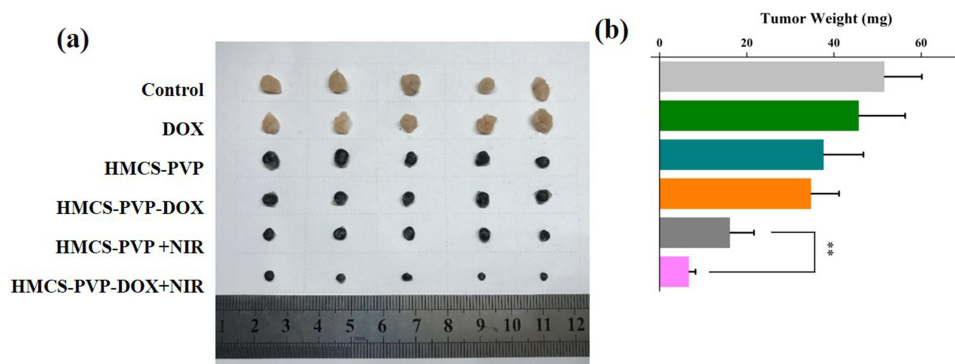 (a)
Control
DOX
HMCS-PVP
HMCS-PVP-DOX
HMCS-PVP +NIR
HMCS-PVP-DOX+NIR
1 2 3 4 5 6 7 8 9 10 11 12
(b)
Tumor Weight (mg)
0 20 40 60
**